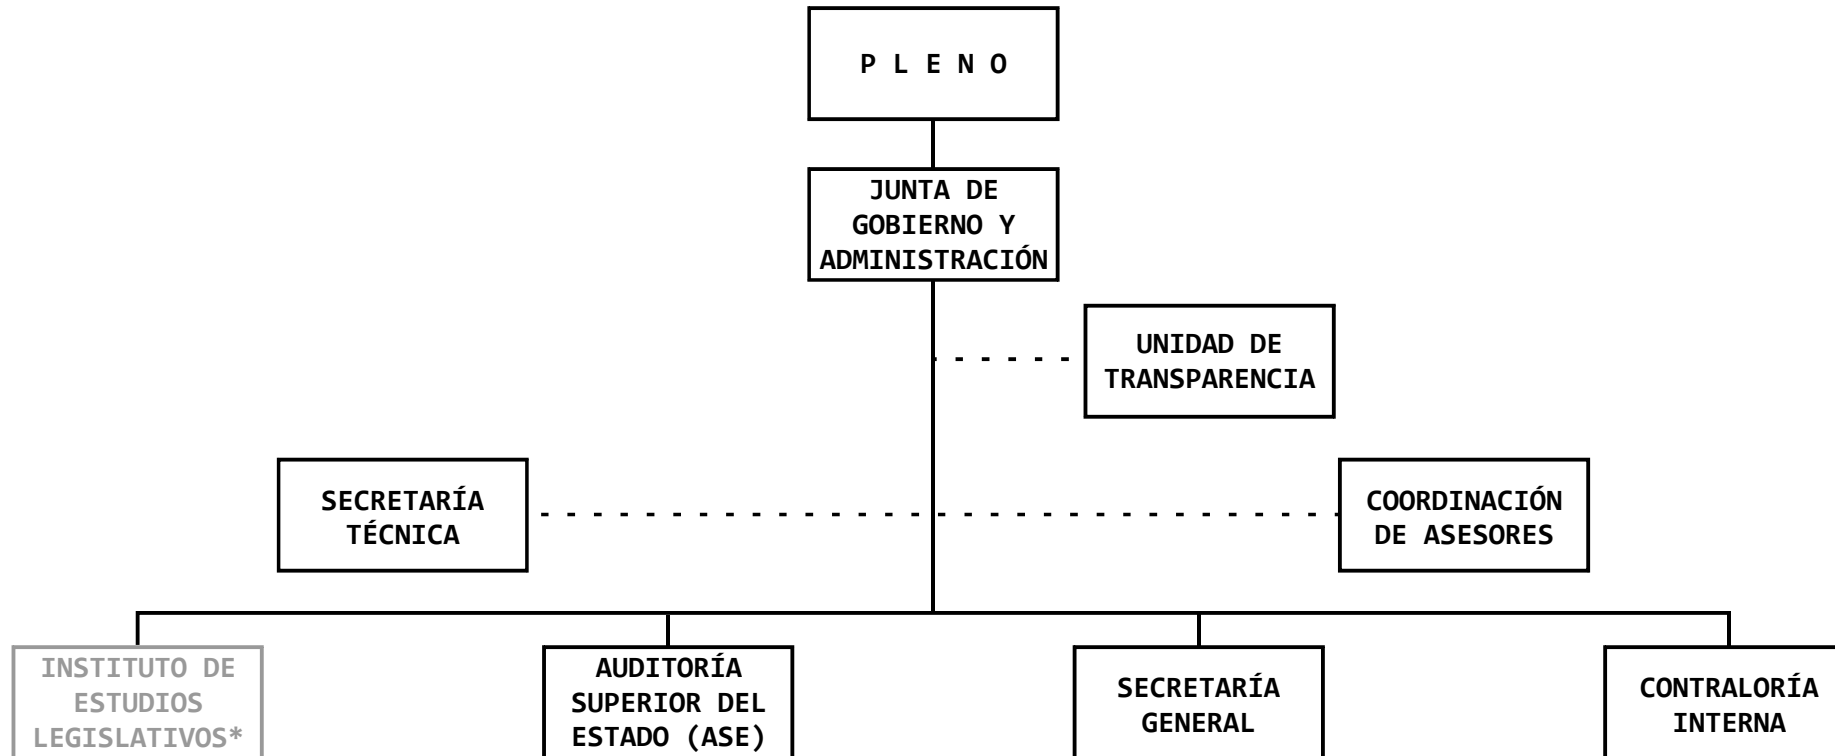 P L E N O
JUNTA DE
GOBIERNO Y
ADMINISTRACIÓN
UNIDAD DE
TRANSPARENCIA
SECRETARÍA
TÉCNICA
COORDINACIÓN
DE ASESORES
INSTITUTO DE
ESTUDIOS
LEGISLATIVOS*
AUDITORÍA
SUPERIOR DEL
ESTADO (ASE)
SECRETARÍA
GENERAL
CONTRALORÍA
INTERNA